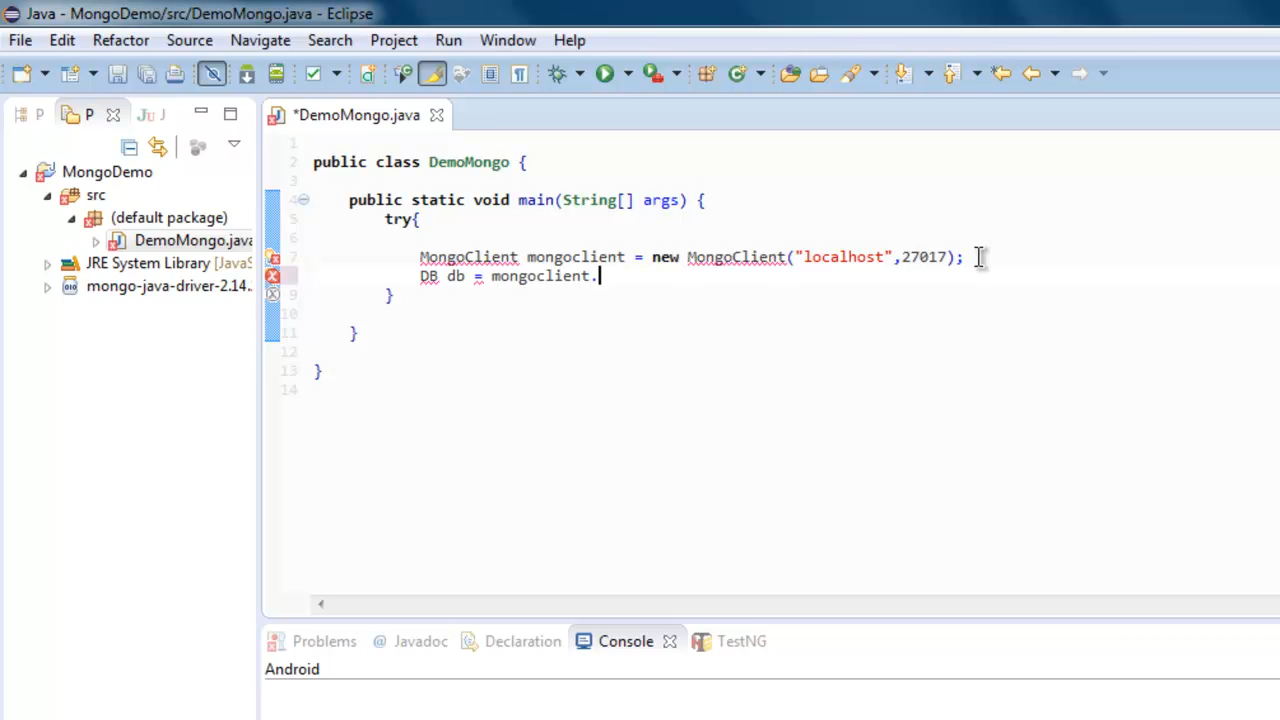 Java - MongoDemo/src/DemoMongo.java - Eclipse
File Edit Refactor Source Navigate Search Project Run Window Help
P P Ju J
*DemoMongo.java
MongoDemo
src
(default package)
DemoMongo.java
JRE System Library [JavaS
mongo-java-driver-2.14..
1
2 public class DemoMongo {
3
4 public static void main(String[] args) {
5 try{
6
7 MongoClient mongoclient = new MongoClient("localhost",27017);
DB db = mongoclient.
9 }
10
11 }
12
13 }
14
Problems @ Javadoc Declaration Console TestNG
Android